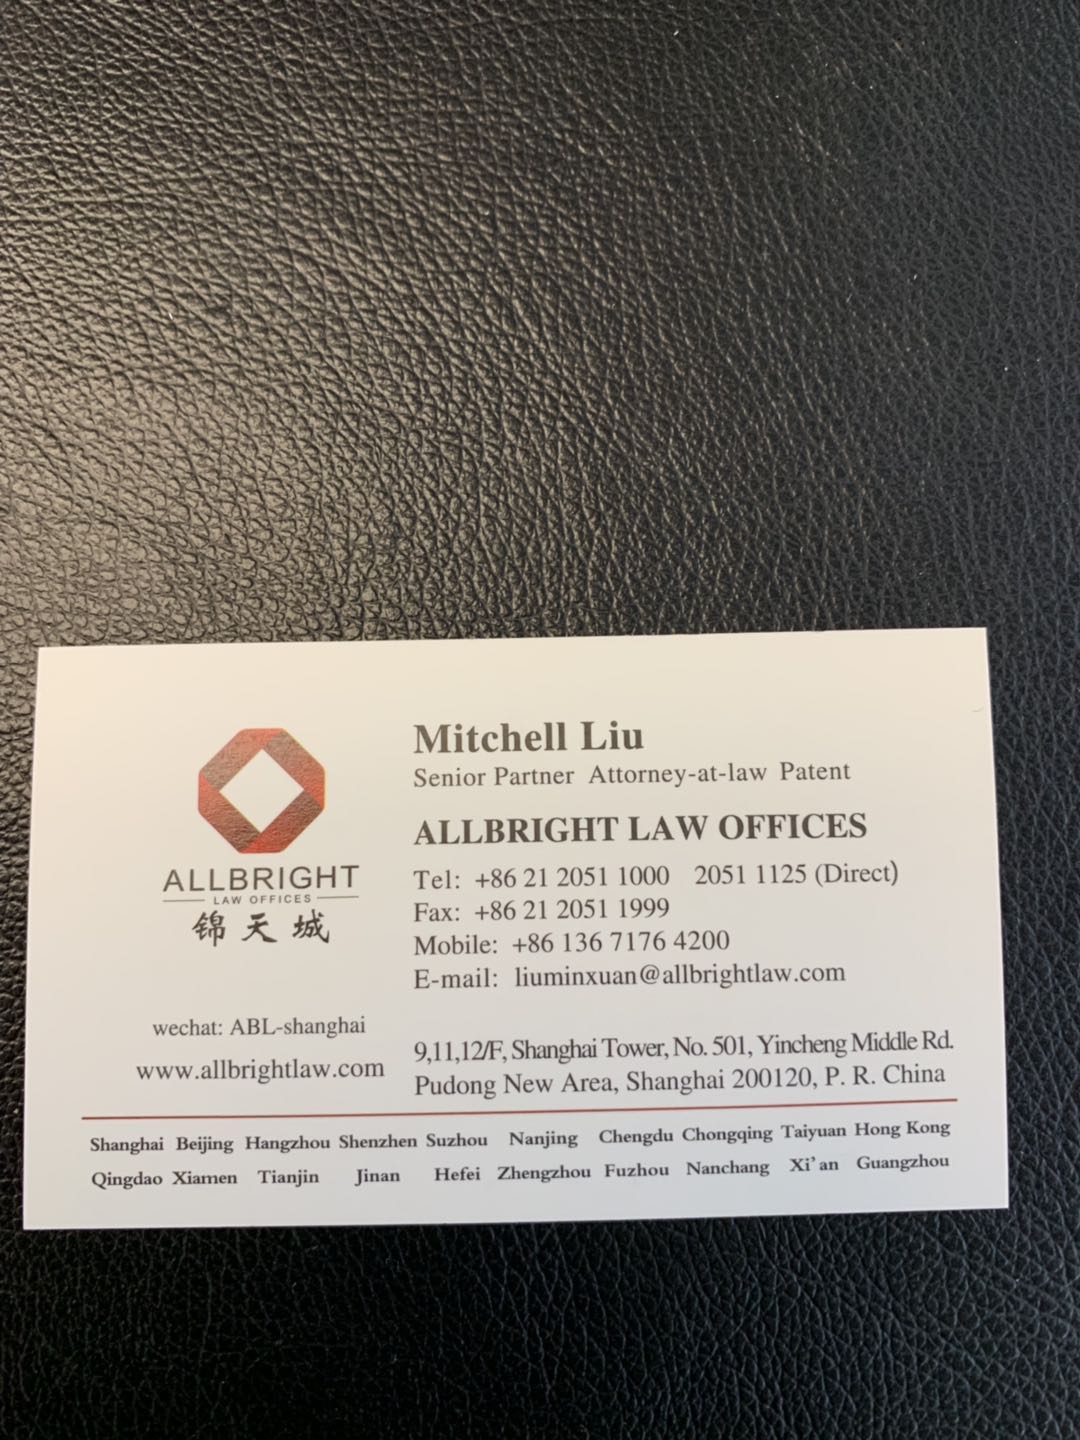 ALLBRIGHT
LAW OFFICES
锦天城
wechat: ABL-shanghai
www.allbrightlaw.com
Mitchell Liu
Senior Partner Attorney-at-law Patent
ALLBRIGHT LAW OFFICES
Tel: +86 21 2051 1000 2051 1125 (Direct)
Fax: +86 21 2051 1999
Mobile: +86 136 7176 4200
E-mail: liuminxuan@allbrightlaw.com
9,11,12/F, Shanghai Tower, No. 501, Yincheng Middle Rd.
Pudong New Area, Shanghai 200120, P. R. China
Shanghai Beijing Hangzhou Shenzhen Suzhou Nanjing Chengdu Chongqing Taiyuan Hong Kong
Qingdao Xiamen Tianjin Jinan Hefei Zhengzhou Fuzhou Nanchang Xi'an Guangzhou